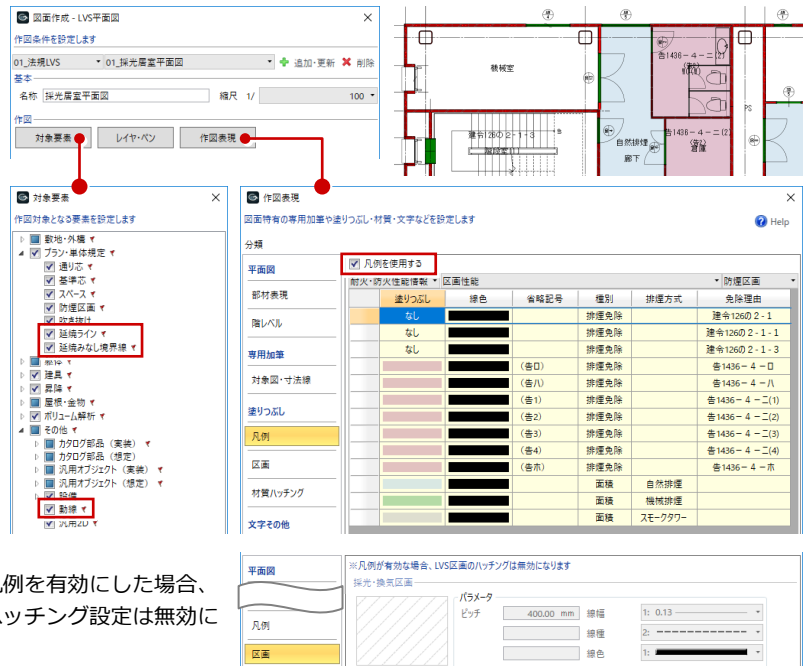 図面作成 - LVS平面図
作図条件を設定します
01_法規LVS 01_採光居室平面図 追加・更新 削除
基本
名称 採光居室平面図 縮尺 1/ 100
作図
対象要素 レイヤ・ペン 作図表現
機械室
建令126の2-1-3
階段室(1)
自然排煙
廊下
告1436-4-ニ(2)
告1436-4-ニ(2)
(告2)
倉庫
PS
対象要素
作図対象となる要素を設定します
敷地・外構
プラン・単体規定
通り芯
基準芯
スペース
防煙区画
吹き抜け
延焼ライン
延焼みなし境界線
建具
昇降
屋根・金物
ボリューム解析
その他
カタログ部品(実装)
カタログ部品(想定)
汎用オブジェクト(実装)
汎用オブジェクト(想定)
設備
動線
汎用2D
作図表現
図面特有の専用加筆や塗りつぶし・材質・文字などを設定します
Help
分類
平面図
部材表現
階レベル
専用加筆
対象図・寸法線
塗りつぶし
凡例
区画
材質ハッチング
文字その他
凡例を使用する
耐火・防火性能情報 区画性能 防煙区画
塗りつぶし 線色 省略記号 種別 排煙方式 免除理由
なし 排煙免除 建令126の2-1
なし 排煙免除 建令126の2-1-1
なし 排煙免除 建令126の2-1-3
(告ロ) 排煙免除 告1436-4-ロ
(告ハ) 排煙免除 告1436-4-ハ
(告1) 排煙免除 告1436-4-ニ(1)
(告2) 排煙免除 告1436-4-ニ(2)
(告3) 排煙免除 告1436-4-ニ(3)
(告4) 排煙免除 告1436-4-ニ(4)
(告ホ) 排煙免除 告1436-4-ホ
面積 自然排煙
面積 機械排煙
面積 スモークタワー
凡例を有効にした場合、
ハッチング設定は無効に
平面図
凡例
区画
※凡例が有効な場合、LVS区画のハッチングは無効になります
採光・換気区画
パラメータ
ピッチ 400.00 mm 線幅 1: 0.13
線種 2:
線色 1: